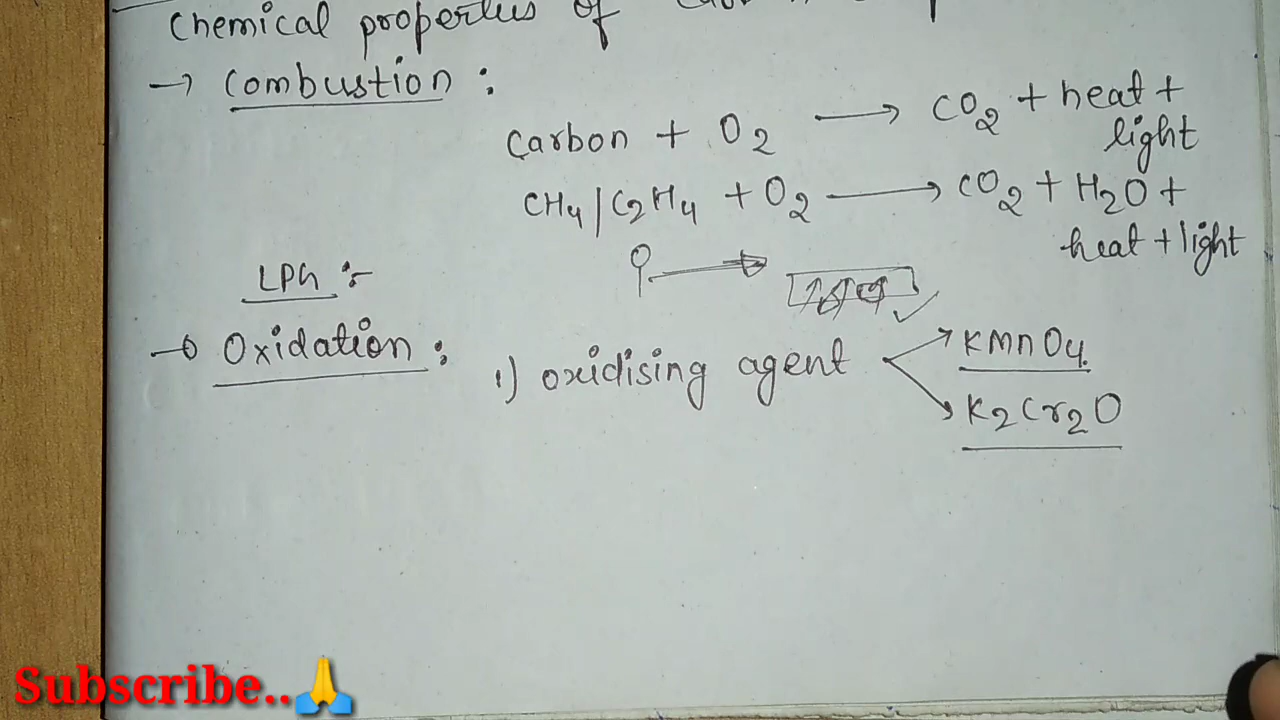 Chemical properties of
→ Combustion :
Carbon + O2 → CO2 + heat + light
CH4/C2H4 + O2 → CO2 + H2O + heat + light
LPG :-
→ Oxidation :
1) oxidising agent
KMnO4.
K2Cr2O
Subscribe..🙏